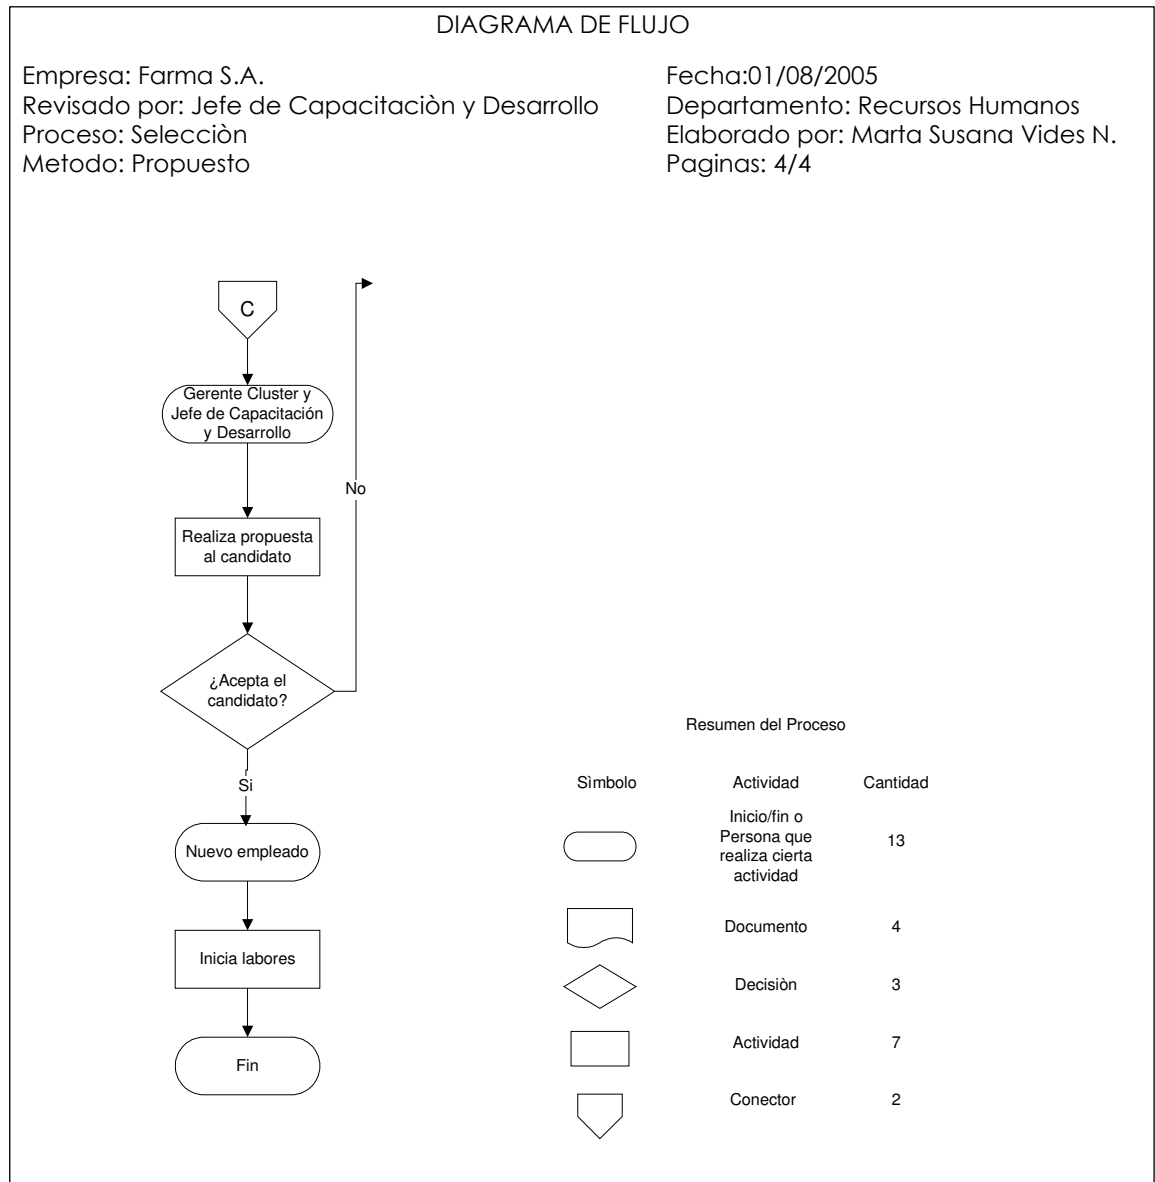 DIAGRAMA DE FLUJO
Empresa: Farma S.A.
Fecha:01/08/2005
Revisado por: Jefe de Capacitaciòn y Desarrollo
Departamento: Recursos Humanos
Proceso: Selecciòn
Elaborado por: Marta Susana Vides N.
Metodo: Propuesto
Paginas: 4/4
C
Gerente Cluster y
Jefe de Capacitación
y Desarrollo
No
Realiza propuesta
al candidato
¿Acepta el
candidato?
Si
Nuevo empleado
Inicia labores
Fin
Resumen del Proceso
Sìmbolo
Actividad
Cantidad
Inicio/fin o
Persona que
realiza cierta
actividad
13
Documento
4
Decisiòn
3
Actividad
7
Conector
2